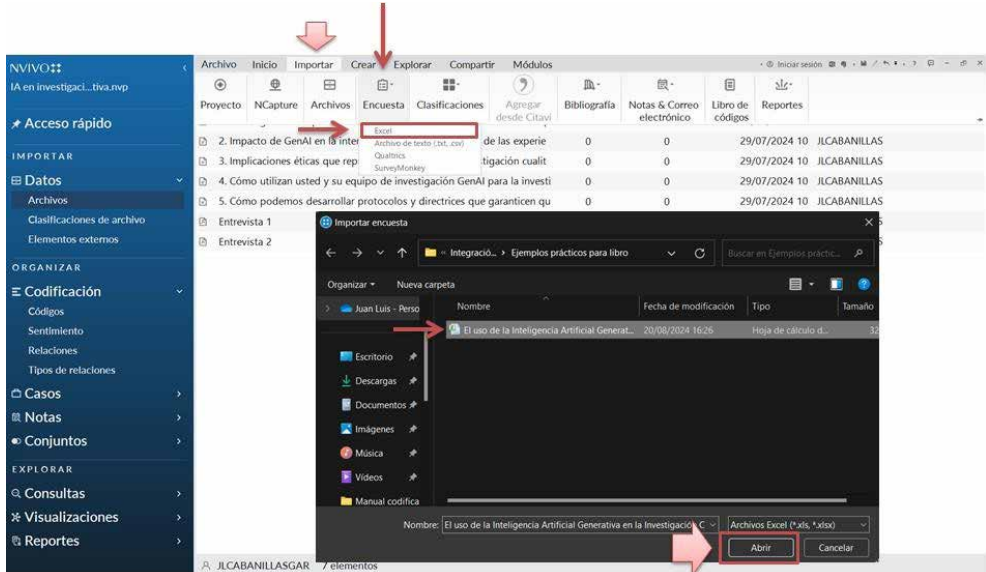 NVIVO
IA en investigaci...tiva.nvp
Acceso rápido
IMPORTAR
Datos
Archivos
Clasificaciones de archivo
Elementos externos
ORGANIZAR
Codificación
Códigos
Sentimiento
Relaciones
Tipos de relaciones
Casos
Notas
Conjuntos
EXPLORAR
Consultas
Visualizaciones
Reportes
Archivo Inicio Importar Crear Explorar Compartir Módulos
Iniciar sesión
Proyecto NCapture Archivos Encuesta Clasificaciones Agregar desde Citavi Bibliografía Notas & Correo electrónico Libro de códigos Reportes
Excel
Archivo de texto (.txt, .csv)
Qualtrics
SurveyMonkey
2. Impacto de GenAI en la inter de las experie 0 0 29/07/2024 10 JLCABANILLAS
3. Implicaciones éticas que rep tigación cualit 0 0 29/07/2024 10 JLCABANILLAS
4. Cómo utilizan usted y su equipo de investigación GenAI para la investi 0 0 29/07/2024 10 JLCABANILLAS
5. Cómo podemos desarrollar protocolos y directrices que garanticen qu 0 0 29/07/2024 10 JLCABANILLAS
Entrevista 1
Entrevista 2
Importar encuesta
« Integració... › Ejemplos prácticos para libro
Buscar en Ejemplos práctic...
Organizar Nueva carpeta
Juan Luis - Perso
Nombre Fecha de modificación Tipo Tamaño
El uso de la Inteligencia Artificial Generat... 20/08/2024 16:26 Hoja de cálculo d... 32
Escritorio
Descargas
Documentos
Imágenes
Música
Vídeos
Manual codifica
Nombre: El uso de la Inteligencia Artificial Generativa en la Investigación C
Archivos Excel (*.xls, *.xlsx)
Abrir Cancelar
JLCABANILLASGAR 7 elementos